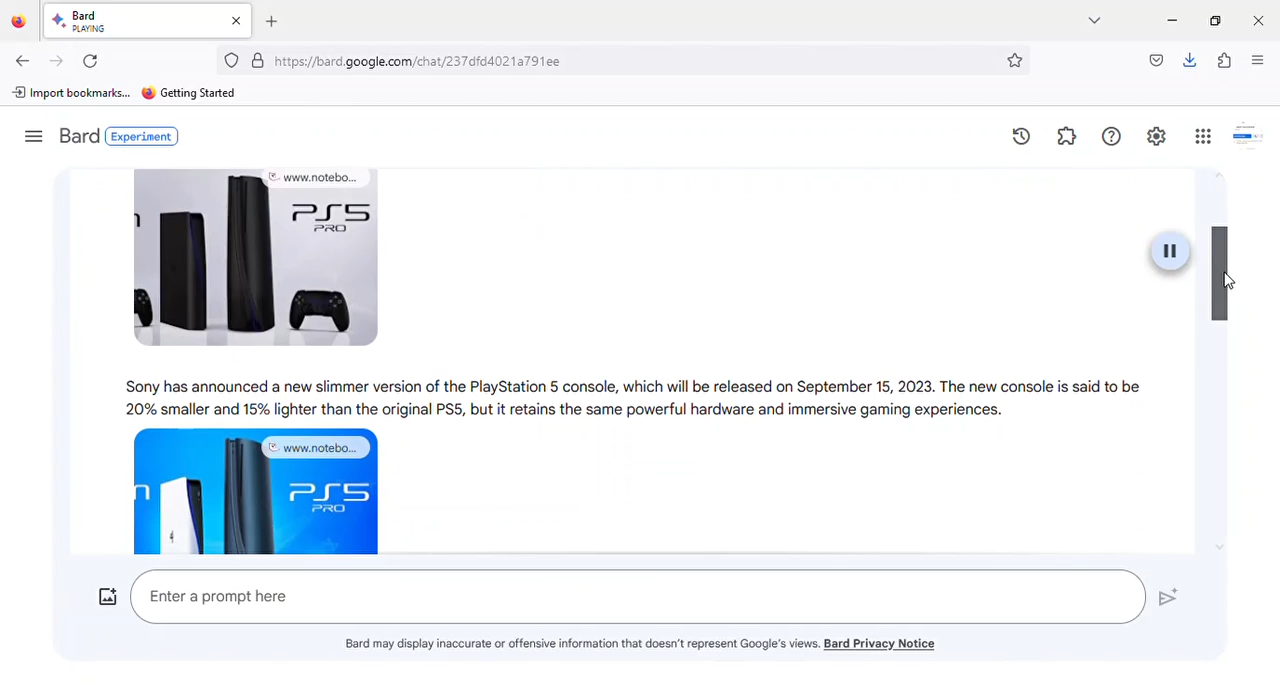 Bard
PLAYING
https://bard.google.com/chat/237dfd4021a791ee
Import bookmarks...
Getting Started
Bard
Experiment
www.notebo...
PS5
PRO
Sony has announced a new slimmer version of the PlayStation 5 console, which will be released on September 15, 2023. The new console is said to be
20% smaller and 15% lighter than the original PS5, but it retains the same powerful hardware and immersive gaming experiences.
www.notebo...
PS5
PRO
Enter a prompt here
Bard may display inaccurate or offensive information that doesn't represent Google's views. Bard Privacy Notice